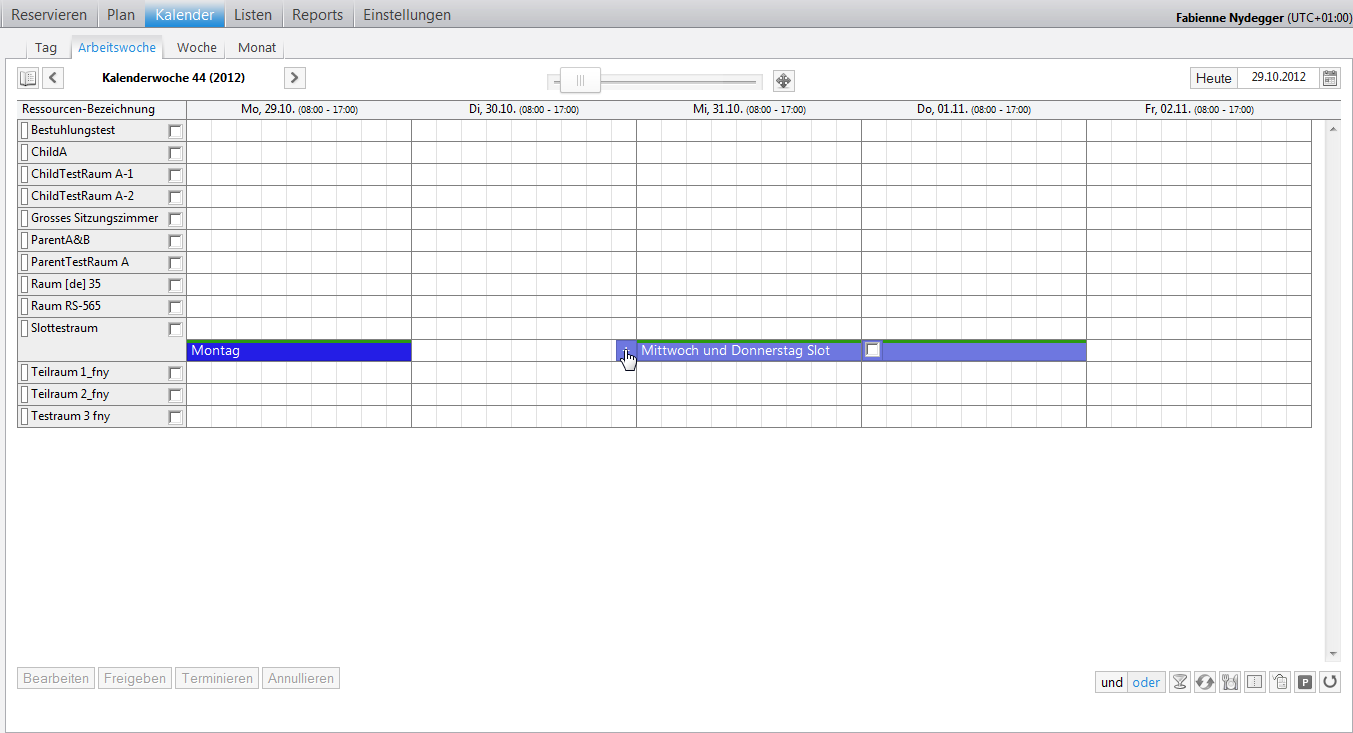 Reservieren Plan Kalender Listen Reports Einstellungen Fabienne Nydegger (UTC+01:00)
Tag Arbeitswoche Woche Monat
Kalenderwoche 44 (2012) Heute 29.10.2012
Ressourcen-Bezeichnung Mo, 29.10. (08:00 - 17:00) Di, 30.10. (08:00 - 17:00) Mi, 31.10. (08:00 - 17:00) Do, 01.11. (08:00 - 17:00) Fr, 02.11. (08:00 - 17:00)
Bestuhlungstest
ChildA
ChildTestRaum A-1
ChildTestRaum A-2
Grosses Sitzungszimmer
ParentA&B
ParentTestRaum A
Raum [de] 35
Raum RS-565
Slottestraum
Montag Mittwoch und Donnerstag Slot
Teilraum 1_fny
Teilraum 2_fny
Testraum 3 fny
Bearbeiten Freigeben Terminieren Annullieren und oder P